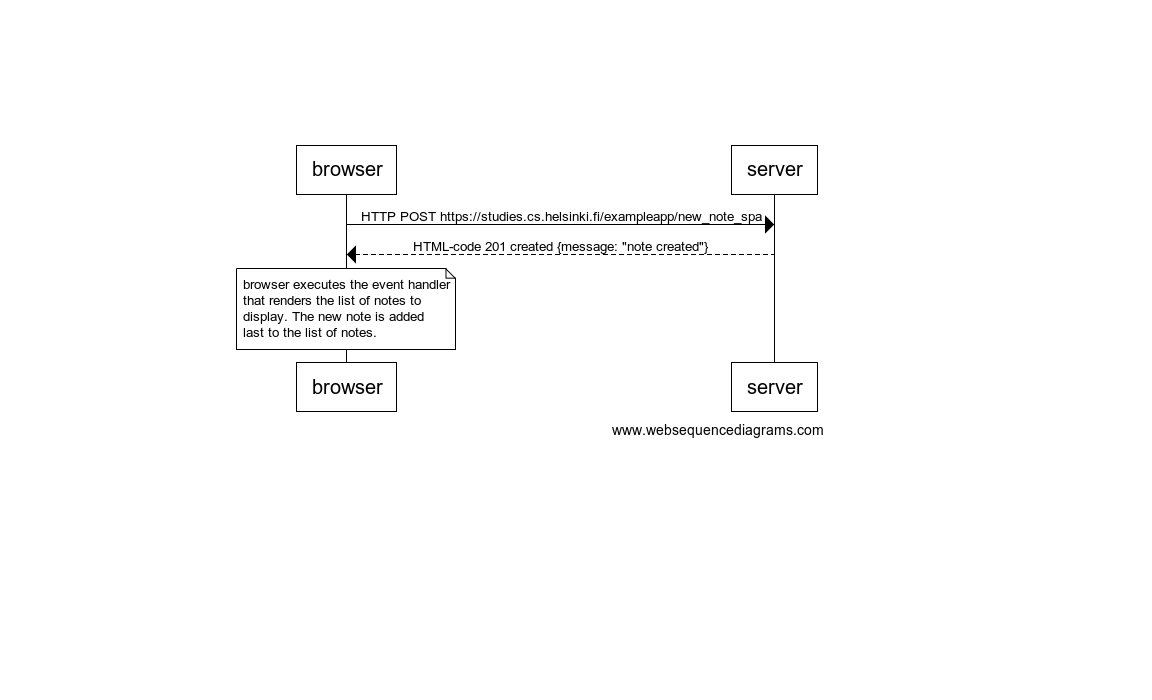 browser
server
HTTP POST https://studies.cs.helsinki.fi/exampleapp/new_note_spa
HTML-code 201 created {message: "note created"}
browser executes the event handler
that renders the list of notes to
display. The new note is added
last to the list of notes.
browser
server
www.websequencediagrams.com